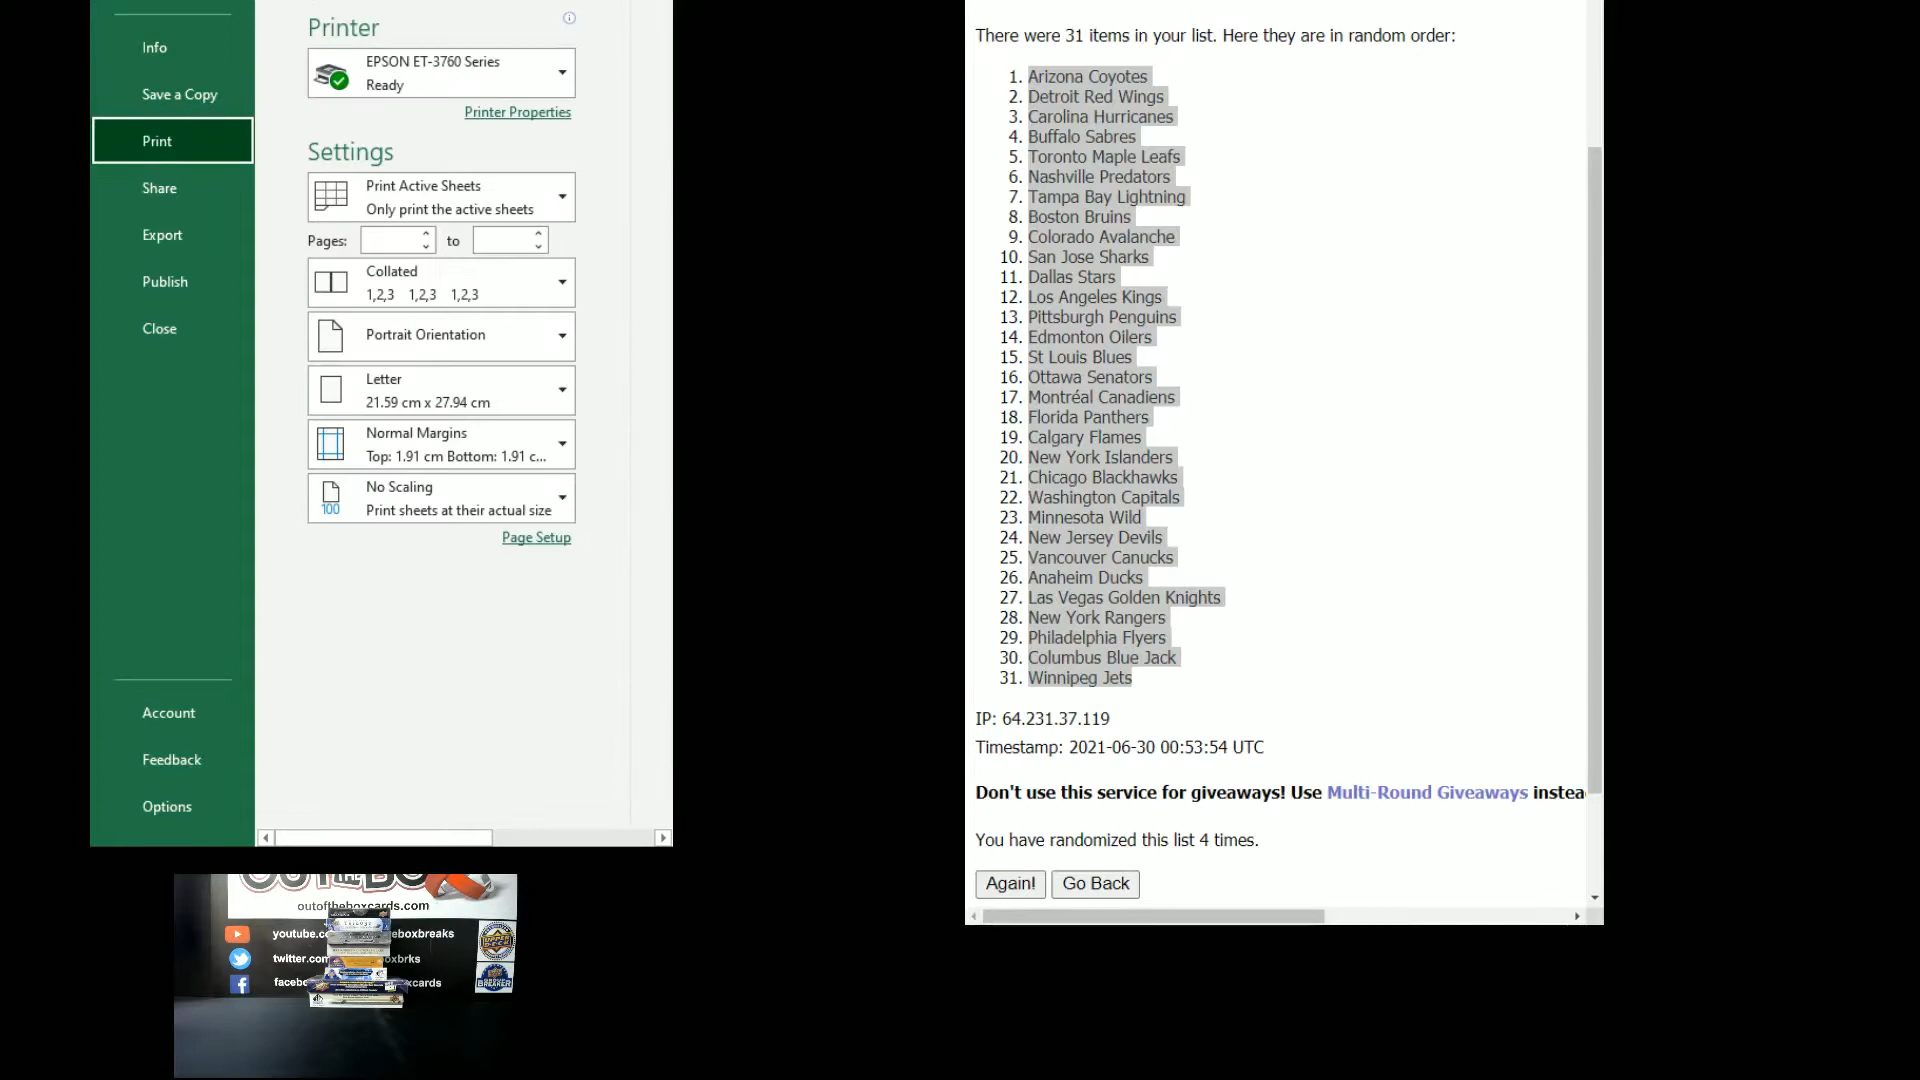 Info
Save a Copy
Print
Share
Export
Publish
Close
Account
Feedback
Options
Printer
EPSON ET-3760 Series
Ready
Printer Properties
Settings
Print Active Sheets
Only print the active sheets
Pages: to
Collated
1,2,3 1,2,3 1,2,3
Portrait Orientation
Letter
21.59 cm x 27.94 cm
Normal Margins
Top: 1.91 cm Bottom: 1.91 c...
No Scaling
100
Print sheets at their actual size
Page Setup
There were 31 items in your list. Here they are in random order:
1. Arizona Coyotes
2. Detroit Red Wings
3. Carolina Hurricanes
4. Buffalo Sabres
5. Toronto Maple Leafs
6. Nashville Predators
7. Tampa Bay Lightning
8. Boston Bruins
9. Colorado Avalanche
10. San Jose Sharks
11. Dallas Stars
12. Los Angeles Kings
13. Pittsburgh Penguins
14. Edmonton Oilers
15. St Louis Blues
16. Ottawa Senators
17. Montréal Canadiens
18. Florida Panthers
19. Calgary Flames
20. New York Islanders
21. Chicago Blackhawks
22. Washington Capitals
23. Minnesota Wild
24. New Jersey Devils
25. Vancouver Canucks
26. Anaheim Ducks
27. Las Vegas Golden Knights
28. New York Rangers
29. Philadelphia Flyers
30. Columbus Blue Jack
31. Winnipeg Jets
IP: 64.231.37.119
Timestamp: 2021-06-30 00:53:54 UTC
Don't use this service for giveaways! Use Multi-Round Giveaways instea
You have randomized this list 4 times.
Again! Go Back
outoftheboxcards.com
youtube.c eboxbreaks
twitter.com oxbrks
facebo xcards